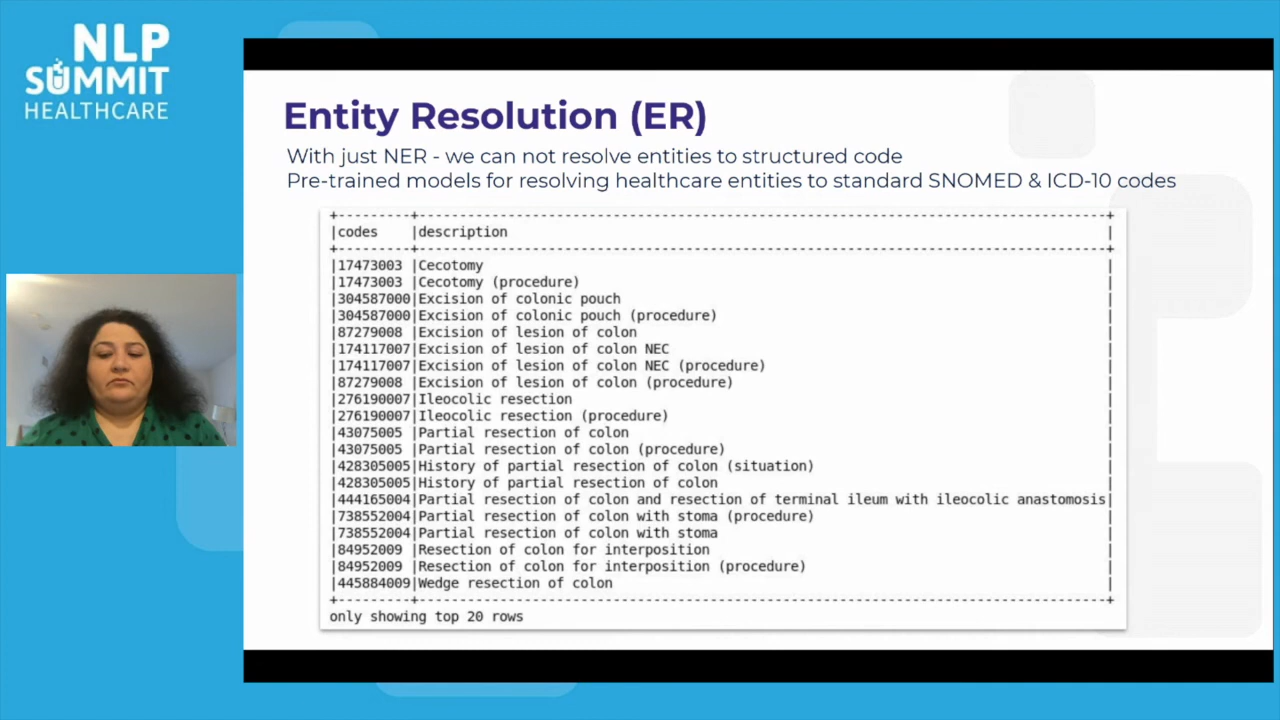 NLP
SUMMIT
HEALTHCARE
Entity Resolution (ER)
With just NER - we can not resolve entities to structured code
Pre-trained models for resolving healthcare entities to standard SNOMED & ICD-10 codes
+---------+----------------------------------------------------------------------------------+
|codes    |description                                                                       |
+---------+----------------------------------------------------------------------------------+
|17473003 |Cecotomy                                                                          |
|17473003 |Cecotomy (procedure)                                                              |
|304587000|Excision of colonic pouch                                                         |
|304587000|Excision of colonic pouch (procedure)                                             |
|87279008 |Excision of lesion of colon                                                       |
|174117007|Excision of lesion of colon NEC                                                   |
|174117007|Excision of lesion of colon NEC (procedure)                                       |
|87279008 |Excision of lesion of colon (procedure)                                           |
|276190007|Ileocolic resection                                                               |
|276190007|Ileocolic resection (procedure)                                                   |
|43075005 |Partial resection of colon                                                        |
|43075005 |Partial resection of colon (procedure)                                            |
|428305005|History of partial resection of colon (situation)                                 |
|428305005|History of partial resection of colon                                             |
|444165004|Partial resection of colon and resection of terminal ileum with ileocolic anastomosis|
|738552004|Partial resection of colon with stoma (procedure)                                 |
|738552004|Partial resection of colon with stoma                                             |
|84952009 |Resection of colon for interposition                                              |
|84952009 |Resection of colon for interposition (procedure)                                  |
|445884009|Wedge resection of colon                                                          |
+---------+----------------------------------------------------------------------------------+
only showing top 20 rows